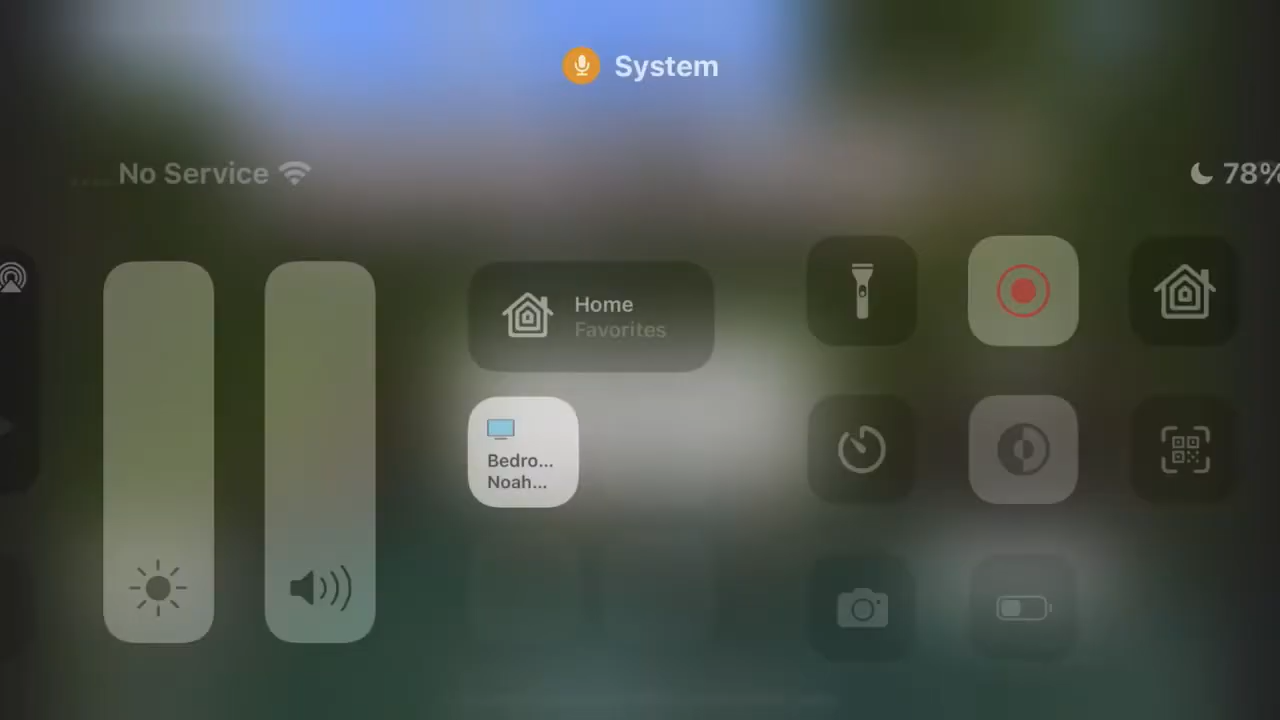 System
No Service
78%
Home
Favorites
Bedro...
Noah...